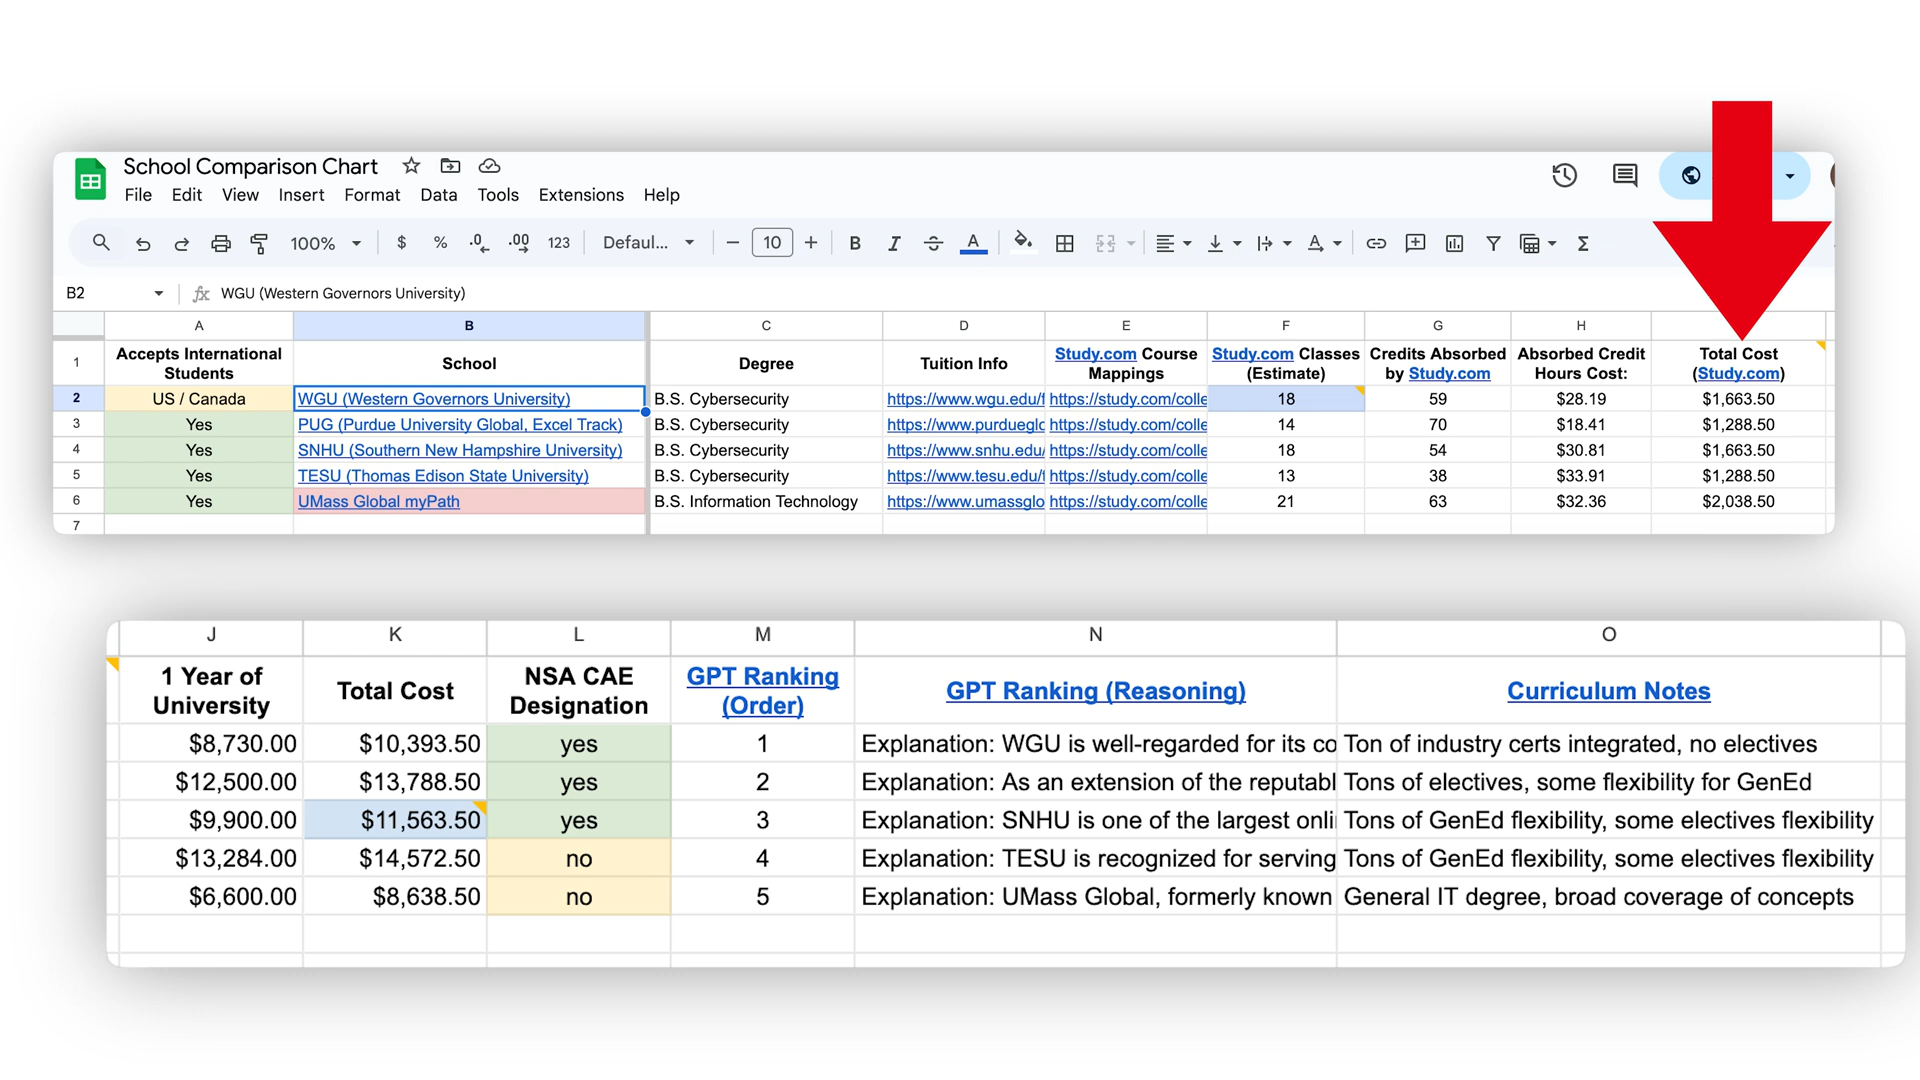 School Comparison Chart
File Edit View Insert Format Data Tools Extensions Help
100% $ % .0 .00 123 Defaul... 10 B I A
B2 fx WGU (Western Governors University)
A B C D E F G H
1 Accepts International Students School Degree Tuition Info Study.com Course Mappings Study.com Classes (Estimate) Credits Absorbed by Study.com Absorbed Credit Hours Cost: Total Cost (Study.com)
2 US / Canada WGU (Western Governors University) B.S. Cybersecurity https://www.wgu.edu/f https://study.com/colle 18 59 $28.19 $1,663.50
3 Yes PUG (Purdue University Global, Excel Track) B.S. Cybersecurity https://www.purdueglc https://study.com/colle 14 70 $18.41 $1,288.50
4 Yes SNHU (Southern New Hampshire University) B.S. Cybersecurity https://www.snhu.edu/ https://study.com/colle 18 54 $30.81 $1,663.50
5 Yes TESU (Thomas Edison State University) B.S. Cybersecurity https://www.tesu.edu/t https://study.com/colle 13 38 $33.91 $1,288.50
6 Yes UMass Global myPath B.S. Information Technology https://www.umassglo https://study.com/colle 21 63 $32.36 $2,038.50
7
J K L M N O
1 Year of University Total Cost NSA CAE Designation GPT Ranking (Order) GPT Ranking (Reasoning) Curriculum Notes
$8,730.00 $10,393.50 yes 1 Explanation: WGU is well-regarded for its co Ton of industry certs integrated, no electives
$12,500.00 $13,788.50 yes 2 Explanation: As an extension of the reputabl Tons of electives, some flexibility for GenEd
$9,900.00 $11,563.50 yes 3 Explanation: SNHU is one of the largest onli Tons of GenEd flexibility, some electives flexibility
$13,284.00 $14,572.50 no 4 Explanation: TESU is recognized for serving Tons of GenEd flexibility, some electives flexibility
$6,600.00 $8,638.50 no 5 Explanation: UMass Global, formerly known General IT degree, broad coverage of concepts